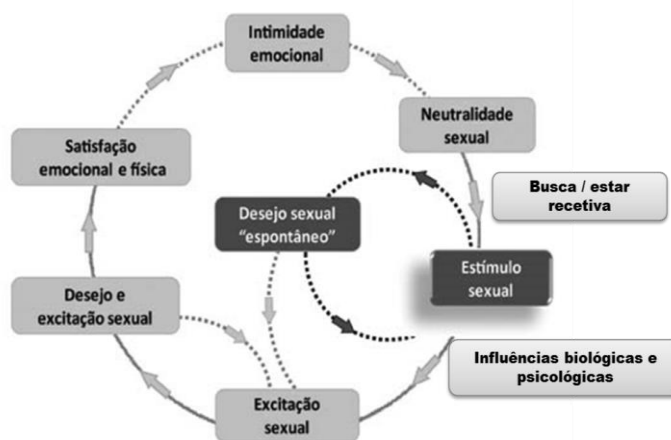 Intimidade
emocional
Neutralidade
sexual
Satisfação
emocional e física
Busca / estar
recetiva
Desejo sexual
“espontâneo”
Estímulo
sexual
Desejo e
excitação sexual
Influências biológicas e
psicológicas
Excitação
sexual